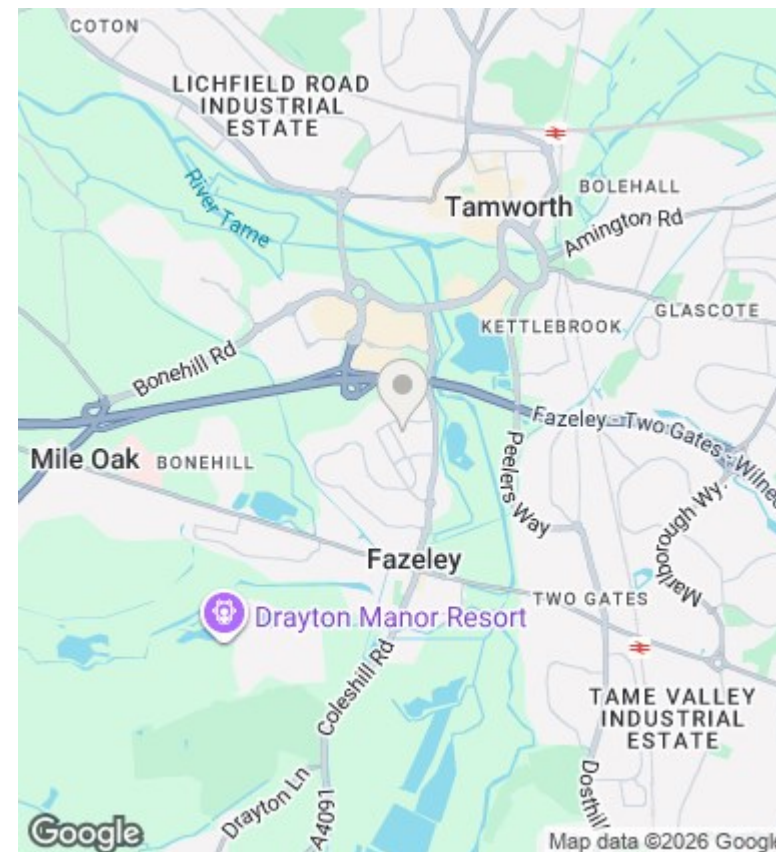 COTON
LICHFIELD ROAD
INDUSTRIAL
ESTATE
River Tame
Tamworth
BOLEHALL
Amington Rd
KETTLEBROOK
GLASCOTE
Bonehill Rd
Fazeley - Two Gates - Wilnec
Mile Oak
BONEHILL
Peelers Way
Marlborough Wy.
Fazeley
TWO GATES
Drayton Manor Resort
Coleshill Rd
TAME VALLEY
INDUSTRIAL
ESTATE
Drayton Ln
A4091
Dosthill
Google
Map data ©2026 Google